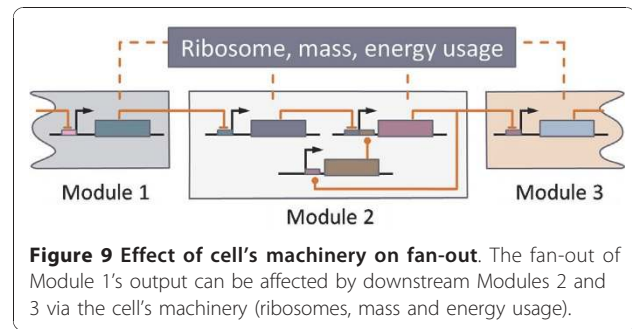 Ribosome, mass, energy usage
Module 1
Module 2
Module 3
Figure 9 Effect of cell's machinery on fan-out. The fan-out of
Module 1's output can be affected by downstream Modules 2 and
3 via the cell's machinery (ribosomes, mass and energy usage).